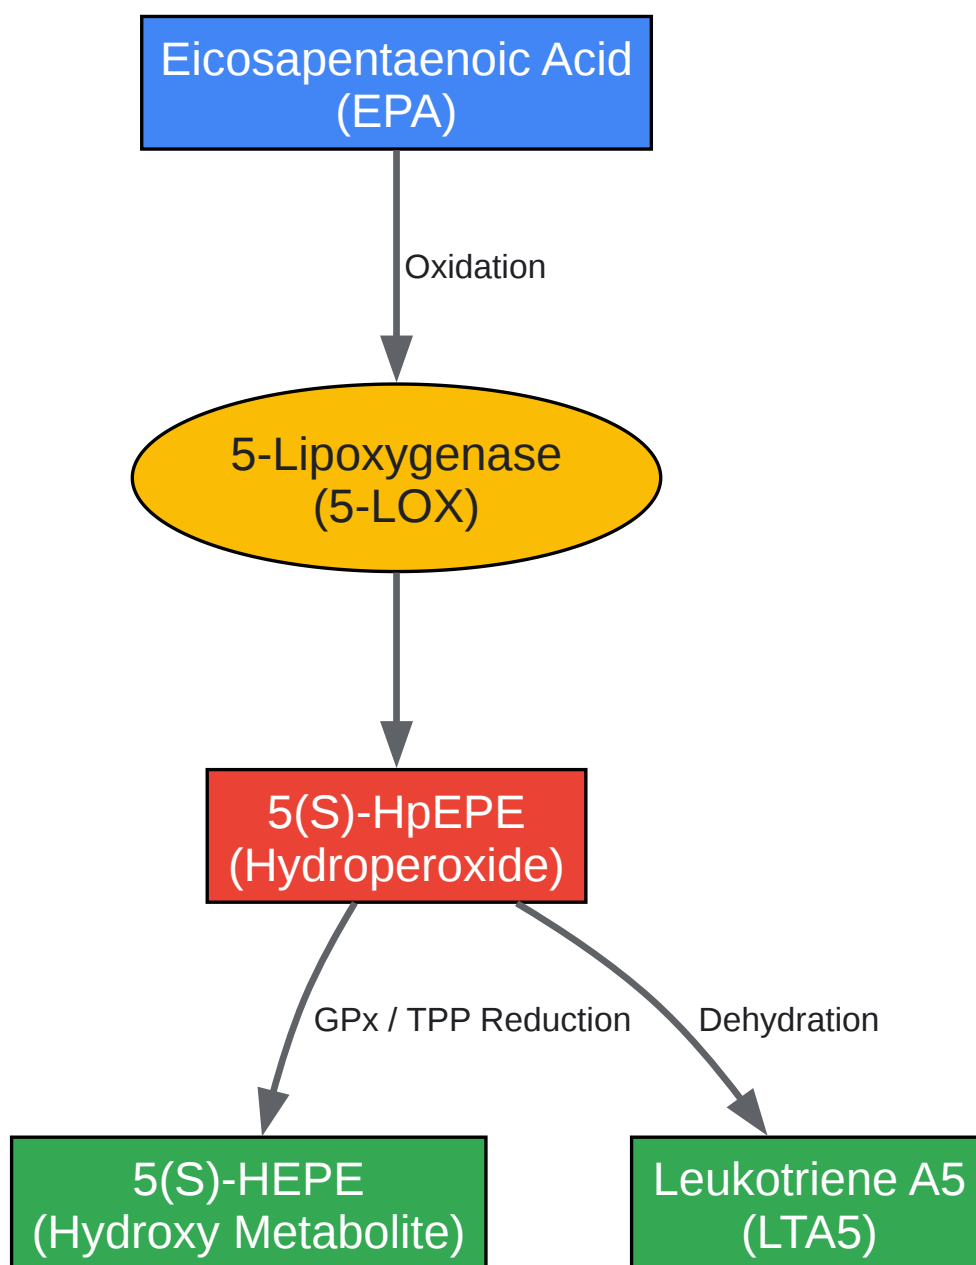 Eicosapentaenoic Acid
(EPA)
Oxidation
5-Lipoxygenase
(5-LOX)
5(S)-HpEPE
(Hydroperoxide)
GPx / TPP Reduction
Dehydration
5(S)-HEPE
(Hydroxy Metabolite)
Leukotriene A5
(LTA5)